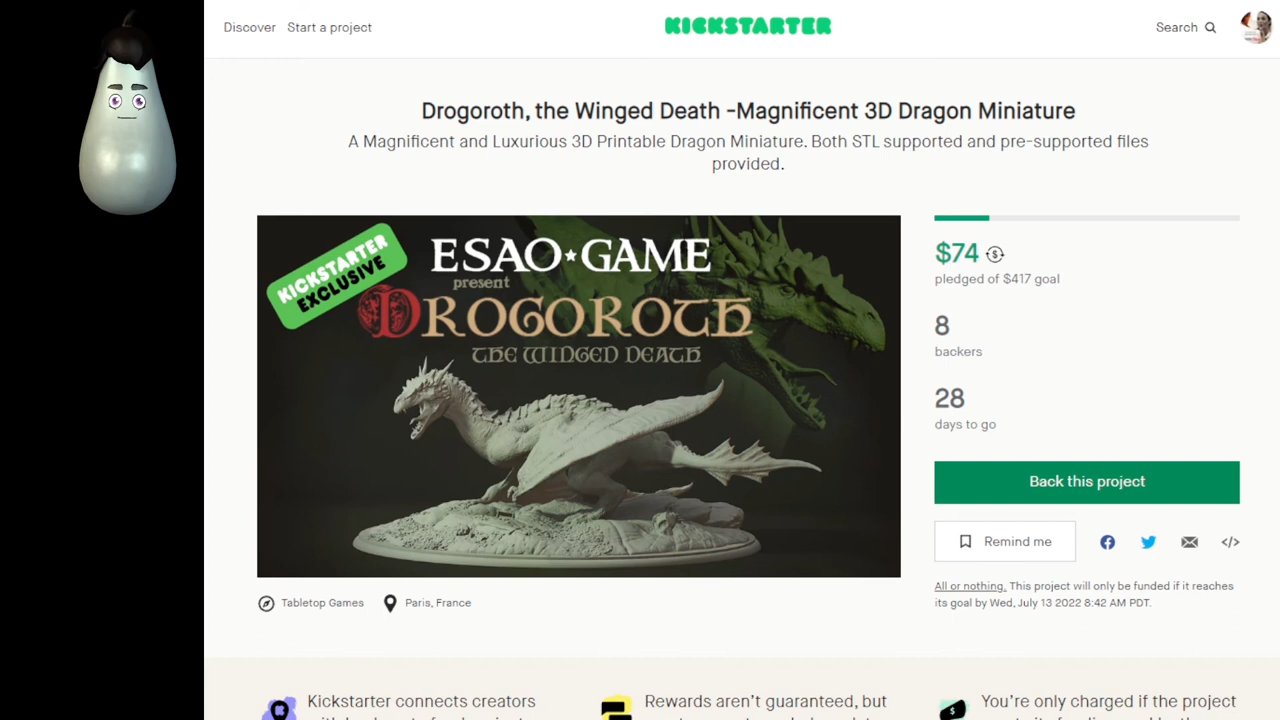 Discover Start a project
KICKSTARTER
Search
Drogoroth, the Winged Death -Magnificent 3D Dragon Miniature
A Magnificent and Luxurious 3D Printable Dragon Miniature. Both STL supported and pre-supported files
provided.
KICKSTARTER
EXCLUSIVE
ESAO★GAME
present
DROGOROTH
THE WINGED DEATH
$74
pledged of $417 goal
8
backers
28
days to go
Back this project
Remind me
All or nothing. This project will only be funded if it reaches
its goal by Wed, July 13 2022 8:42 AM PDT.
Tabletop Games Paris, France
Kickstarter connects creators
Rewards aren't guaranteed, but
You're only charged if the project